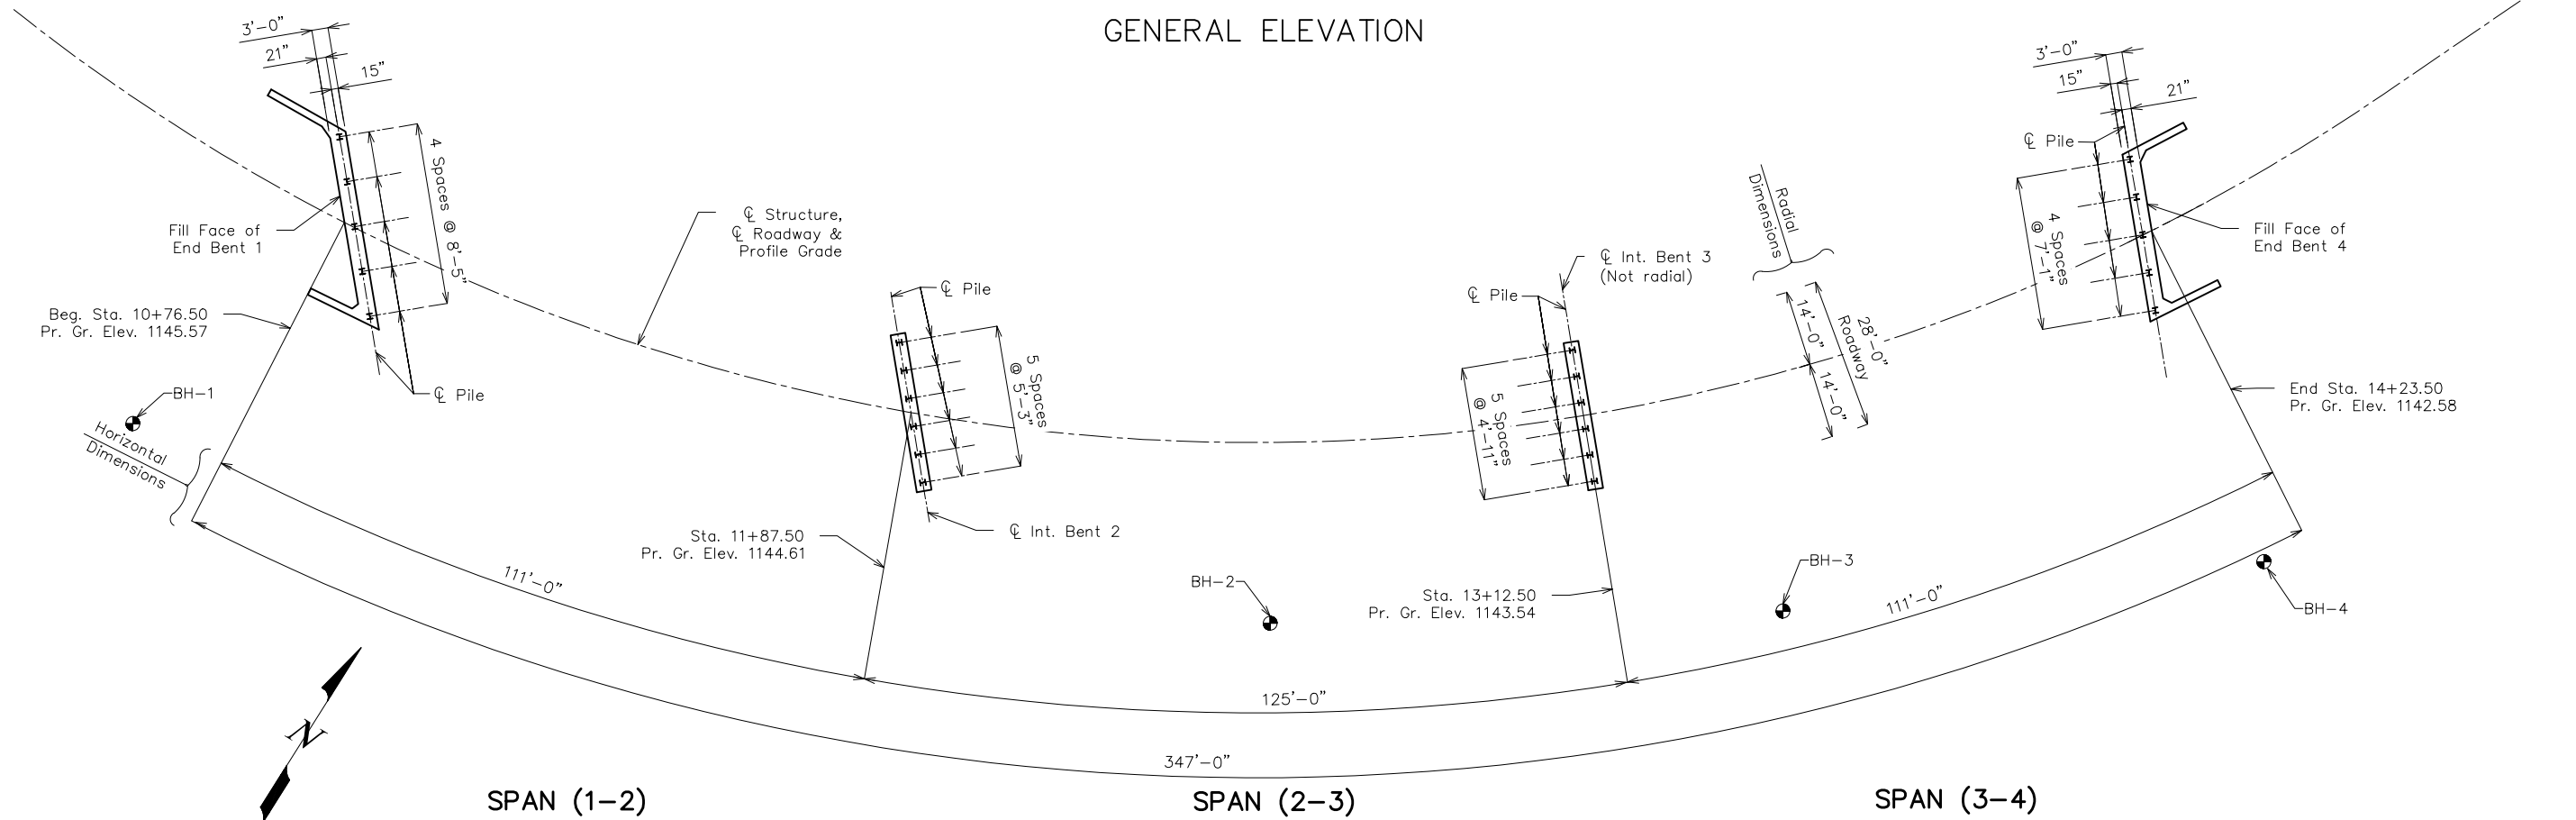 GENERAL ELEVATION
3'-0"
21"
15"
4 Spaces @ 8'-5"
Fill Face of
End Bent 1
Beg. Sta. 10+76.50
Pr. Gr. Elev. 1145.57
BH-1
Horizontal
Dimensions
℄ Pile
℄ Structure,
℄ Roadway &
Profile Grade
℄ Pile
5 Spaces
@ 5'-3"
℄ Int. Bent 2
Sta. 11+87.50
Pr. Gr. Elev. 1144.61
℄ Pile
℄ Int. Bent 3
(Not radial)
5 Spaces
@ 4'-11"
Radial
Dimensions
14'-0"
14'-0"
28'-0"
Roadway
3'-0"
15"
21"
℄ Pile
4 Spaces
@ 7'-1"
Fill Face of
End Bent 4
End Sta. 14+23.50
Pr. Gr. Elev. 1142.58
BH-2
BH-3
BH-4
Sta. 13+12.50
Pr. Gr. Elev. 1143.54
111'-0"
125'-0"
111'-0"
347'-0"
N
SPAN (1-2)
SPAN (2-3)
SPAN (3-4)